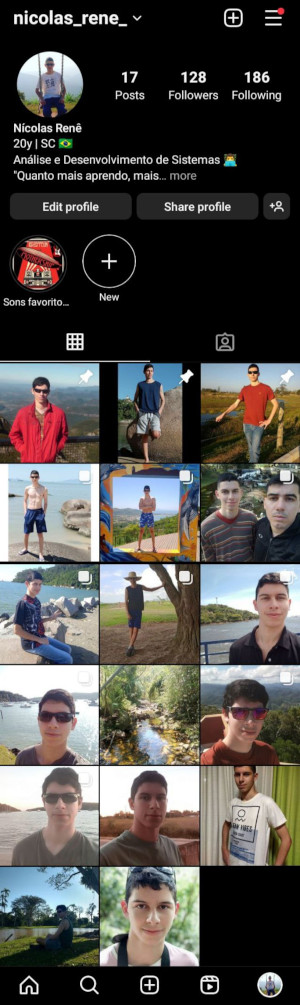 nicolas_rene_
17
128
186
Posts
Followers
Following
Nícolas Renê
20y | SC 🇧🇷
Análise e Desenvolvimento de Sistemas 👨‍💻
"Quanto mais aprendo, mais... more
Edit profile
Share profile
Sons favorito...
New